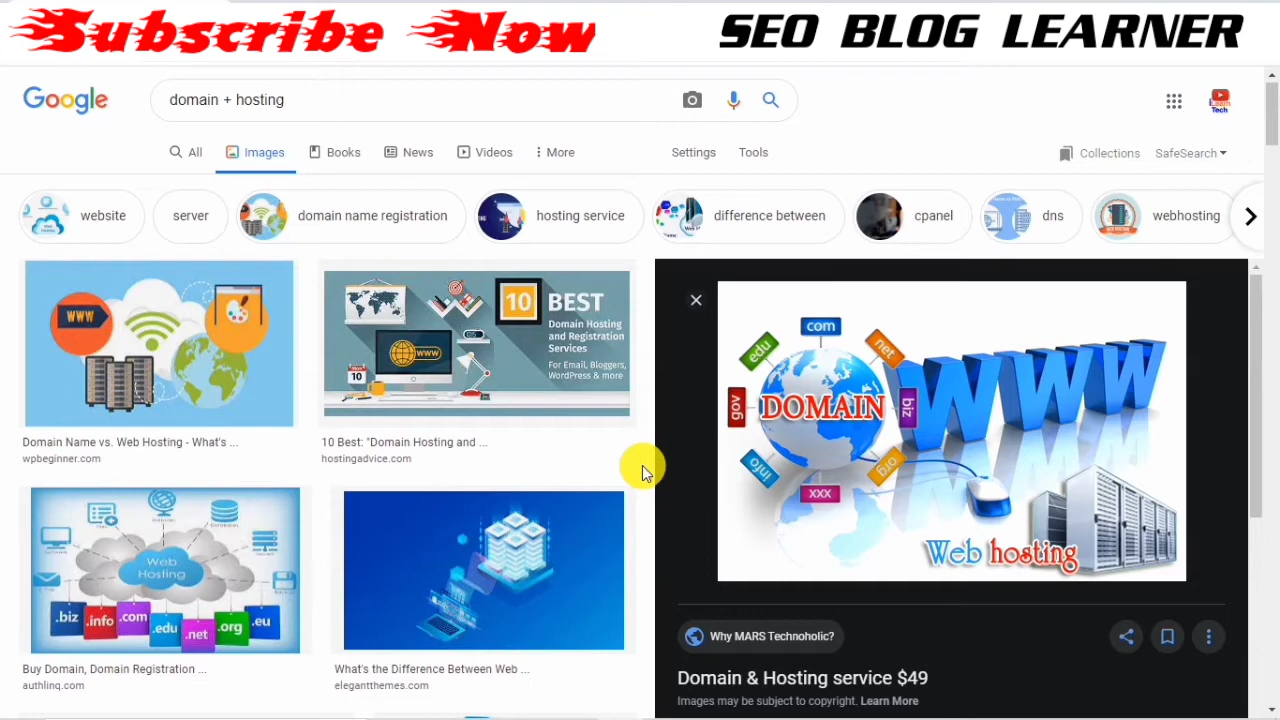 Subscribe Now
SEO BLOG LEARNER
Google
domain + hosting
Tech
All
Images
Books
News
Videos
More
Settings
Tools
Collections
SafeSearch
website
server
domain name registration
hosting service
difference between
cpanel
dns
webhosting
WWW
Domain Name vs. Web Hosting - What's ...
wpbeginner.com
10 BEST
Domain Hosting
and Registration
Services
For Email, Bloggers,
WordPress & more
www
10
10 Best: "Domain Hosting and ...
hostingadvice.com
Web
Hosting
.biz
.info
.com
.edu
.net
.org
.eu
Buy Domain, Domain Registration ...
authlinq.com
What's the Difference Between Web ...
elegantthemes.com
com
edu
net
gov
DOMAIN
biz
info
org
xxx
WWW
Web hosting
Why MARS Technoholic?
Domain & Hosting service $49
Images may be subject to copyright. Learn More